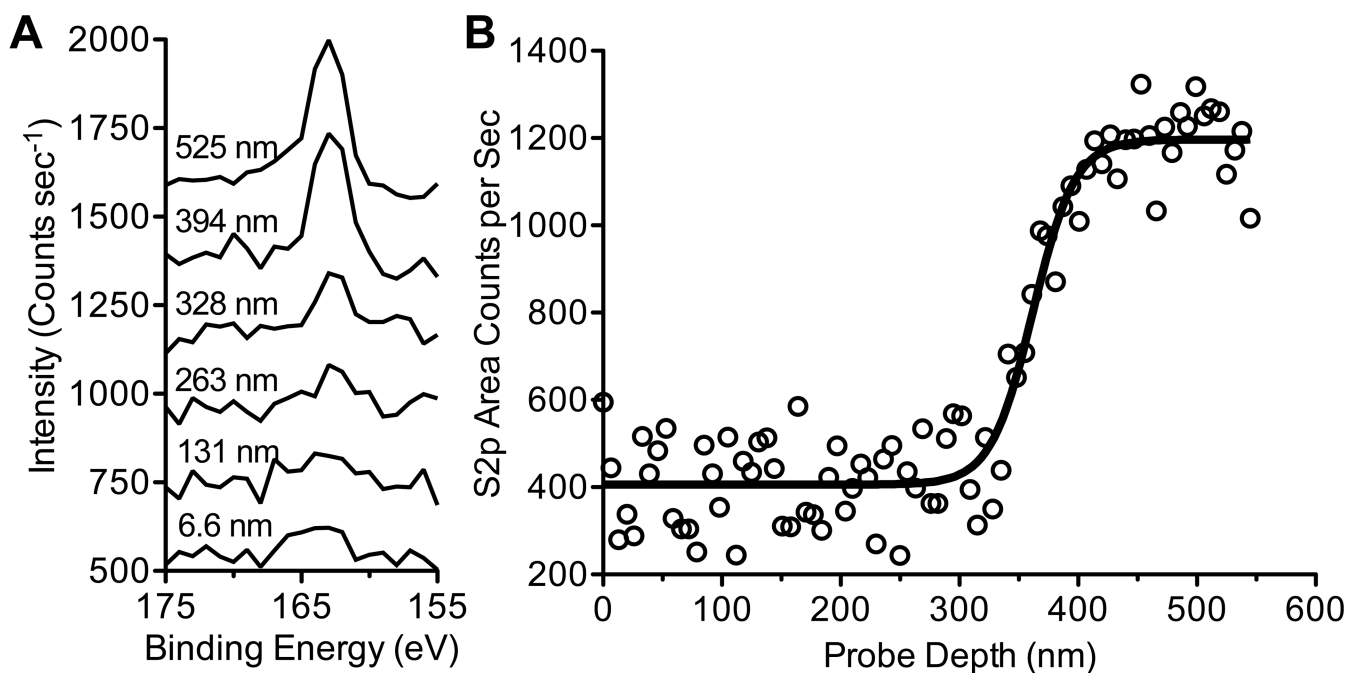 A
B
2000
1750
1500
1250
1000
750
500
Intensity (Counts sec-1)
525 nm
394 nm
328 nm
263 nm
131 nm
6.6 nm
175 165 155
Binding Energy (eV)
1400
1200
1000
800
600
400
200
S2p Area Counts per Sec
0 100 200 300 400 500 600
Probe Depth (nm)